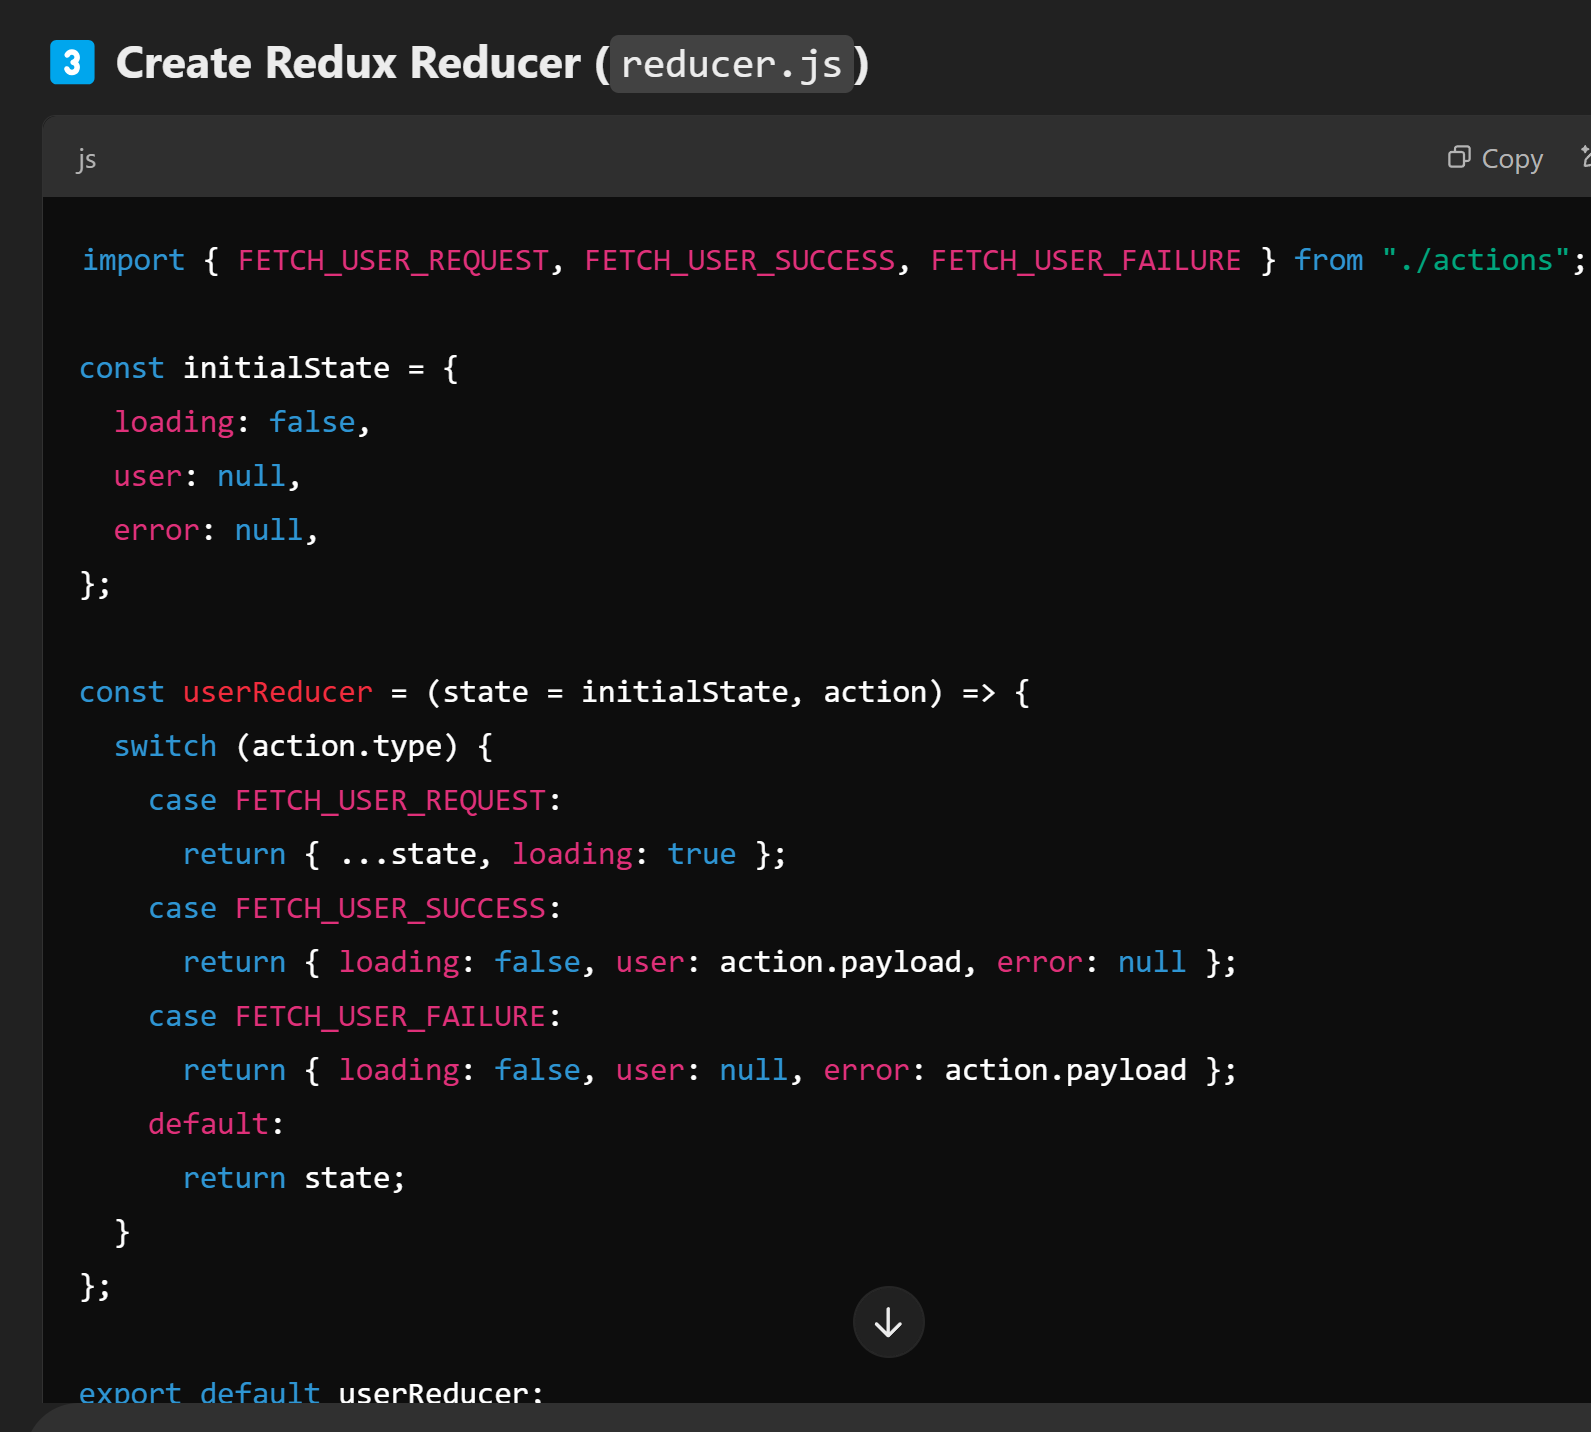 3 Create Redux Reducer (reducer.js)
js
Copy
import { FETCH_USER_REQUEST, FETCH_USER_SUCCESS, FETCH_USER_FAILURE } from "./actions";
const initialState = {
  loading: false,
  user: null,
  error: null,
};
const userReducer = (state = initialState, action) => {
  switch (action.type) {
    case FETCH_USER_REQUEST:
      return { ...state, loading: true };
    case FETCH_USER_SUCCESS:
      return { loading: false, user: action.payload, error: null };
    case FETCH_USER_FAILURE:
      return { loading: false, user: null, error: action.payload };
    default:
      return state;
  }
};
export default userReducer;